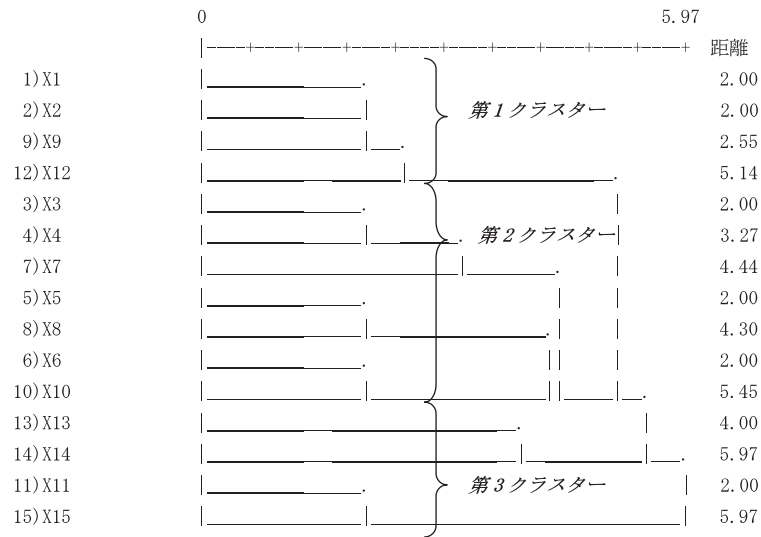 0 5.97
|----+----+----+----+----+----+----+----+----+----+ 距離
1)X1 2.00
2)X2 第1クラスター 2.00
9)X9 2.55
12)X12 5.14
3)X3 2.00
4)X4 第2クラスター 3.27
7)X7 4.44
5)X5 2.00
8)X8 4.30
6)X6 2.00
10)X10 5.45
13)X13 4.00
14)X14 5.97
11)X11 第3クラスター 2.00
15)X15 5.97